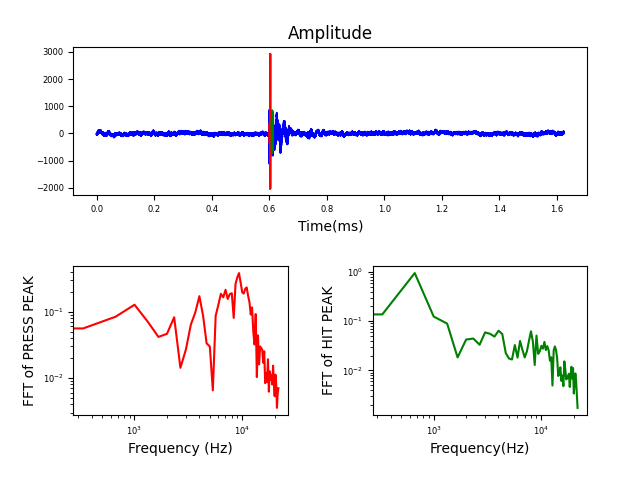 Amplitude
3000
2000
1000
0
−1000
−2000
0.0 0.2 0.4 0.6 0.8 1.0 1.2 1.4 1.6
Time(ms)
FFT of PRESS PEAK
10⁻¹
10⁻²
10³ 10⁴
Frequency (Hz)
FFT of HIT PEAK
10⁰
10⁻¹
10⁻²
10³ 10⁴
Frequency(Hz)